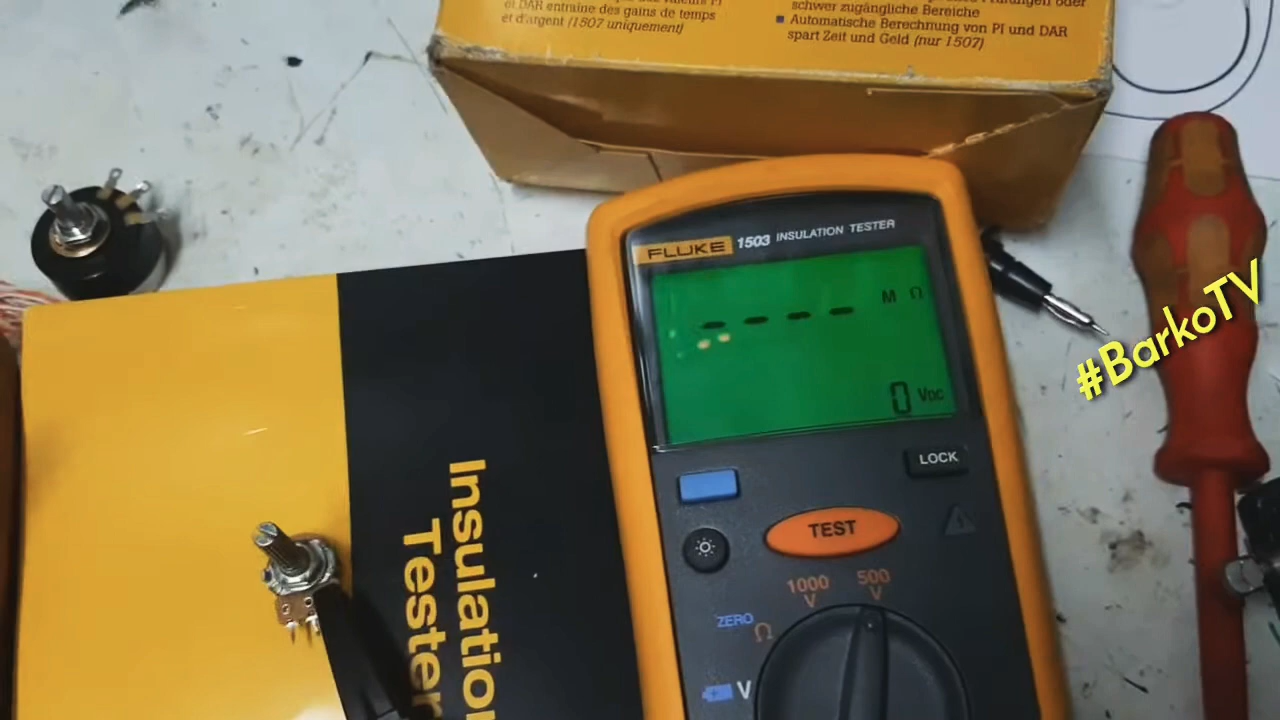 et DAR entraîne des gains de temps
et d'argent (1507 uniquement)
schwer zugängliche Bereiche
■ Automatische Berechnung von PI und DAR
spart Zeit und Geld (nur 1507)
FLUKE 1503 INSULATION TESTER
- - - - M Ω
0 VDC
LOCK
TEST
1000
V
500
V
ZERO
Ω
V
Insulation
Tester
#BarkoTV